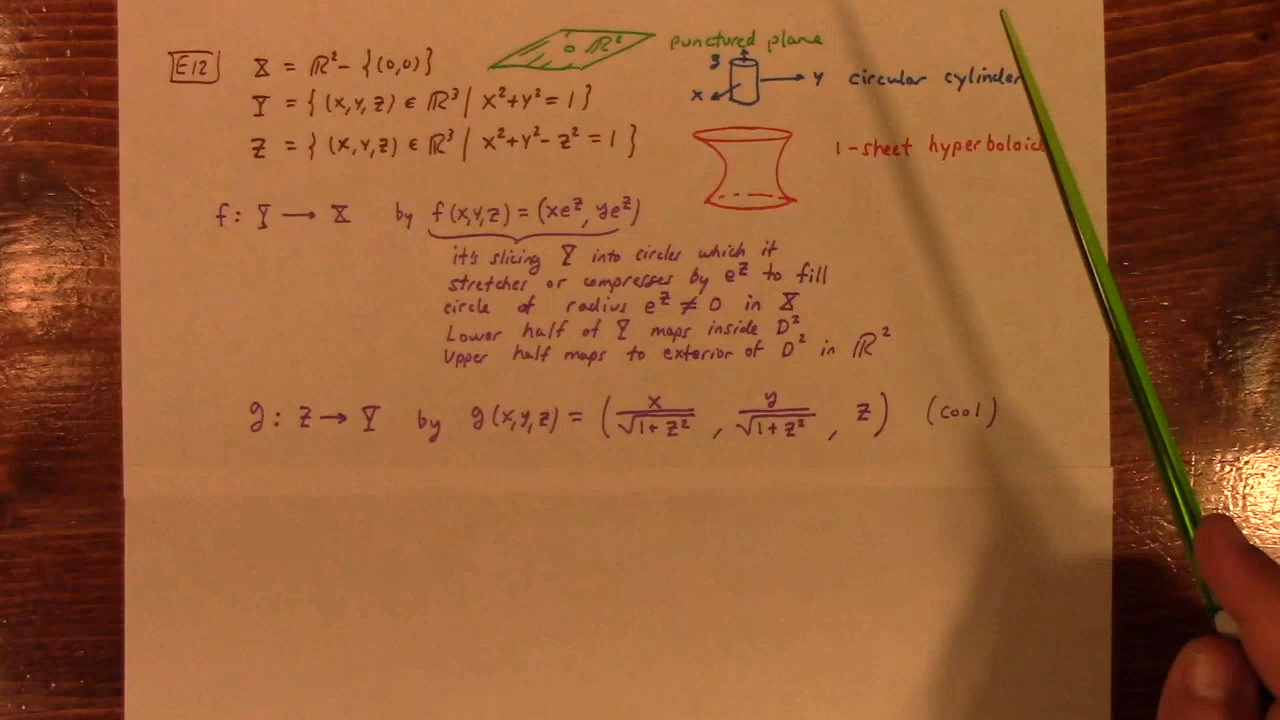 E12 X = ℝ² - {(0,0)} 0 ℝ² punctured plane
Y = {(x,y,z) ∈ ℝ³ | x²+y² = 1} z x y circular cylinder
Z = {(x,y,z) ∈ ℝ³ | x²+y²-z² = 1} 1-sheet hyperboloid
f: Y → X by f(x,y,z) = (xe^z, ye^z)
it's slicing Y into circles which it
stretches or compresses by e^z to fill
circle of radius e^z ≠ 0 in X
Lower half of Y maps inside D²
Upper half maps to exterior of D² in ℝ²
g: Z → Y by g(x,y,z) = (x/√(1+z²), y/√(1+z²), z) (cool)